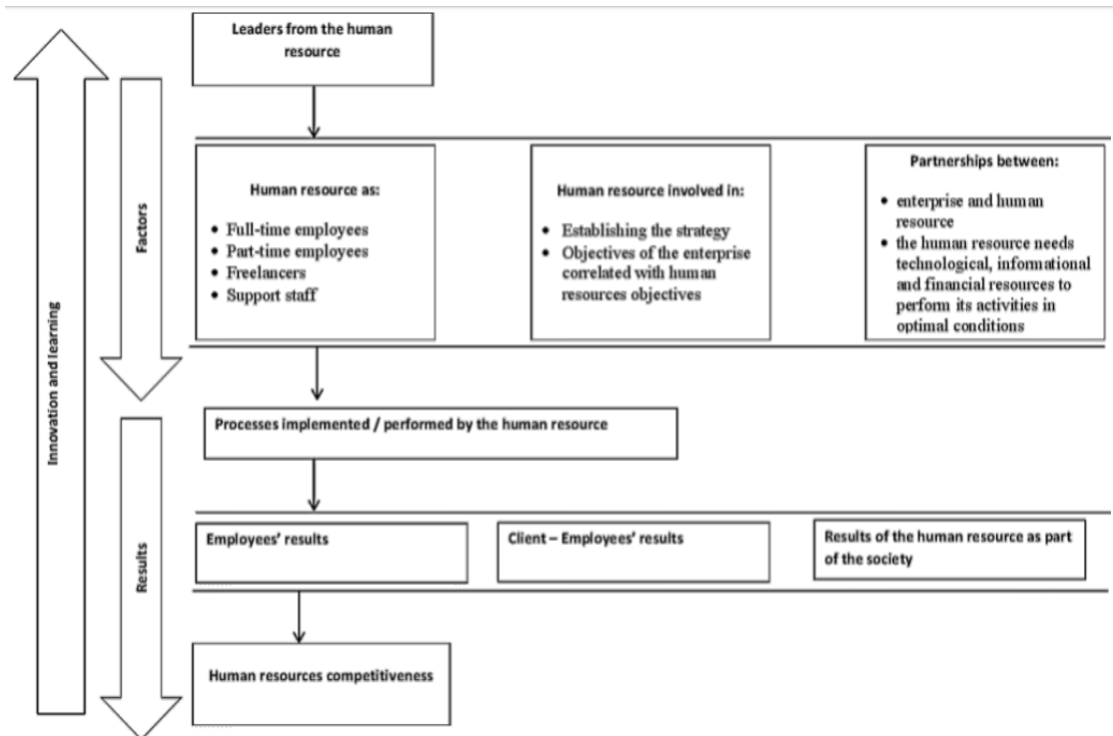 Leaders from the human
resource
Human resource as:
• Full-time employees
• Part-time employees
• Freelancers
• Support staff
Human resource involved in:
• Establishing the strategy
• Objectives of the enterprise
correlated with human
resources objectives
Partnerships between:
• enterprise and human
resource
• the human resource needs
technological, informational
and financial resources to
perform its activities in
optimal conditions
Factors
Innovation and learning
Processes implemented / performed by the human resource
Results
Employees’ results
Client – Employees’ results
Results of the human resource as part
of the society
Human resources competitiveness